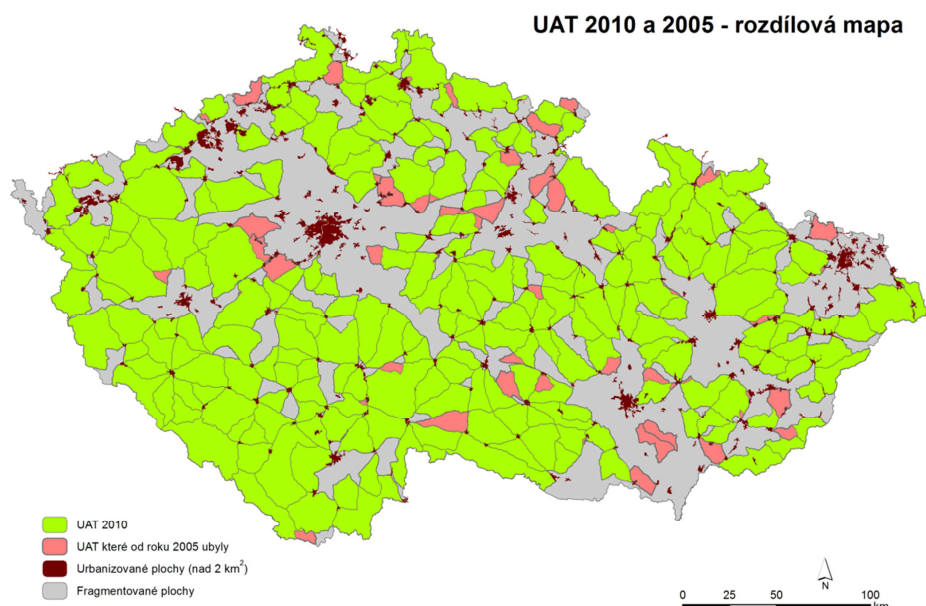 UAT 2010 a 2005 - rozdílová mapa
UAT 2010
UAT které od roku 2005 ubyly
Urbanizované plochy (nad 2 km²)
Fragmentované plochy
N
0 25 50 100
km